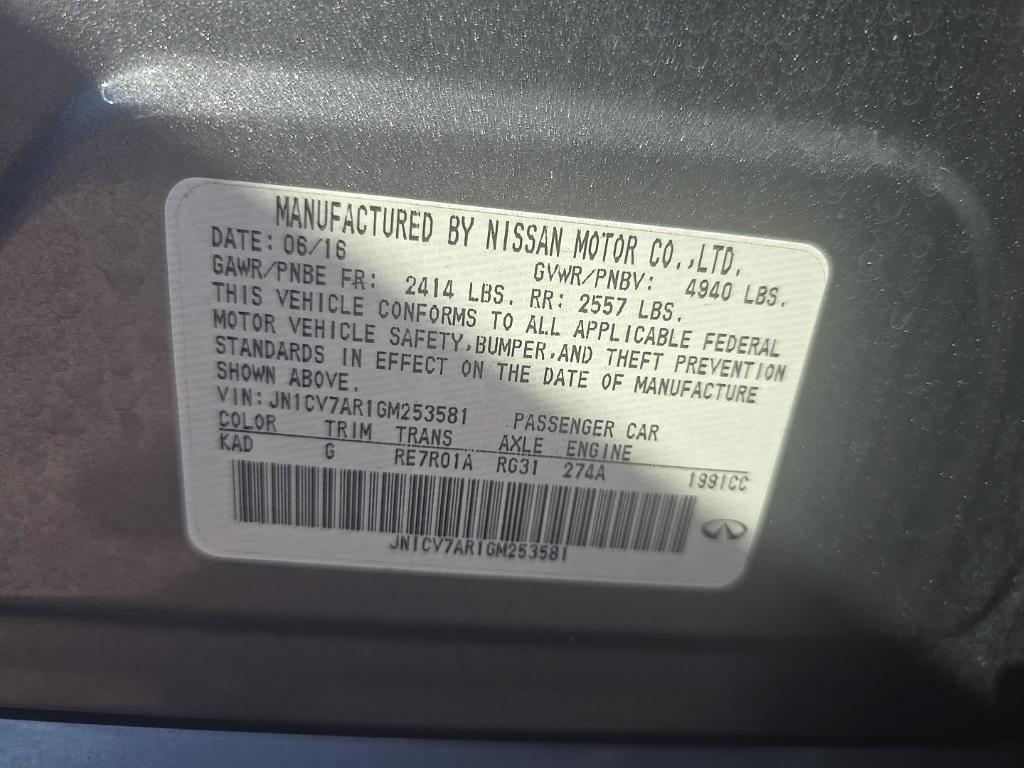 MANUFACTURED BY NISSAN MOTOR CO.,LTD.
DATE: 06/16 GVWR/PNBV: 4940 LBS.
GAWR/PNBE FR: 2414 LBS. RR: 2557 LBS.
THIS VEHICLE CONFORMS TO ALL APPLICABLE FEDERAL
MOTOR VEHICLE SAFETY,BUMPER,AND THEFT PREVENTION
STANDARDS IN EFFECT ON THE DATE OF MANUFACTURE
SHOWN ABOVE.
VIN:JN1CV7AR1GM253581 PASSENGER CAR
COLOR TRIM TRANS AXLE ENGINE
KAD G RE7R01A RG31 274A 1991CC
JN1CV7AR1GM253581